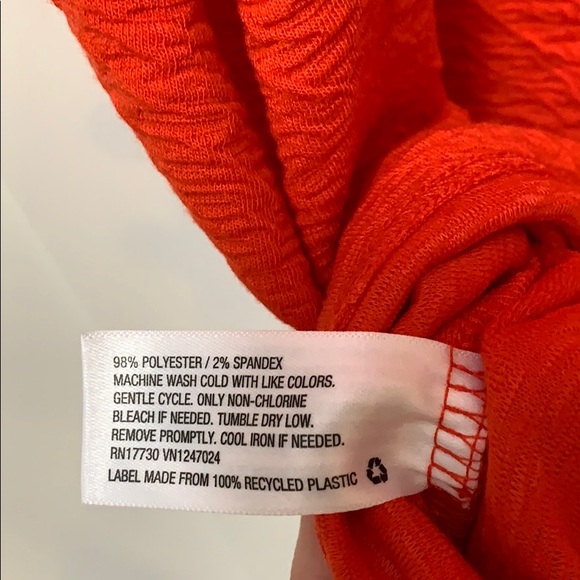 98% POLYESTER / 2% SPANDEX
MACHINE WASH COLD WITH LIKE COLORS.
GENTLE CYCLE. ONLY NON-CHLORINE
BLEACH IF NEEDED. TUMBLE DRY LOW.
REMOVE PROMPTLY. COOL IRON IF NEEDED.
RN17730 VN1247024
LABEL MADE FROM 100% RECYCLED PLASTIC